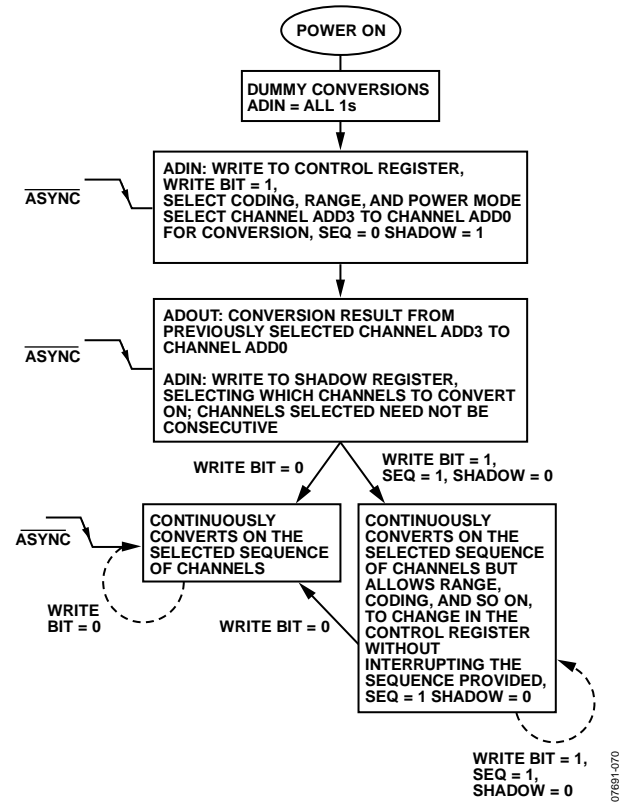 POWER ON
DUMMY CONVERSIONS
ADIN = ALL 1s
ASYNC
ADIN: WRITE TO CONTROL REGISTER,
WRITE BIT = 1,
SELECT CODING, RANGE, AND POWER MODE
SELECT CHANNEL ADD3 TO CHANNEL ADD0
FOR CONVERSION, SEQ = 0 SHADOW = 1
ASYNC
ADOUT: CONVERSION RESULT FROM
PREVIOUSLY SELECTED CHANNEL ADD3 TO
CHANNEL ADD0
ADIN: WRITE TO SHADOW REGISTER,
SELECTING WHICH CHANNELS TO CONVERT
ON; CHANNELS SELECTED NEED NOT BE
CONSECUTIVE
WRITE BIT = 0
WRITE BIT = 1,
SEQ = 1, SHADOW = 0
ASYNC
CONTINUOUSLY
CONVERTS ON THE
SELECTED SEQUENCE
OF CHANNELS
WRITE
BIT = 0
WRITE BIT = 0
CONTINUOUSLY
CONVERTS ON THE
SELECTED SEQUENCE
OF CHANNELS BUT
ALLOWS RANGE,
CODING, AND SO ON,
TO CHANGE IN THE
CONTROL REGISTER
WITHOUT
INTERRUPTING THE
SEQUENCE PROVIDED,
SEQ = 1 SHADOW = 0
WRITE BIT = 1,
SEQ = 1,
SHADOW = 0
07691-070